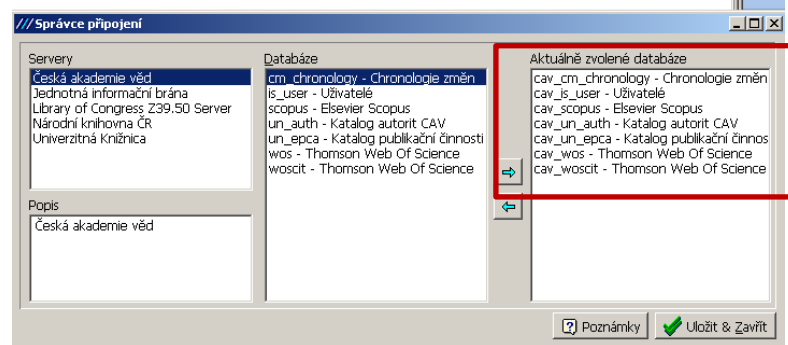 ///Správce připojení
Servery
Česká akademie věd
Jednotná informační brána
Library of Congress Z39.50 Server
Národní knihovna ČR
Univerzitná Knižnica
Popis
Česká akademie věd
Databáze
cm_chronology - Chronologie změn
is_user - Uživatelé
scopus - Elsevier Scopus
un_auth - Katalog autorit CAV
un_epca - Katalog publikační činnosti
wos - Thomson Web Of Science
woscit - Thomson Web Of Science
Aktuálně zvolené databáze
cav_cm_chronology - Chronologie změn
cav_is_user - Uživatelé
cav_scopus - Elsevier Scopus
cav_un_auth - Katalog autorit CAV
cav_un_epca - Katalog publikační činnos
cav_wos - Thomson Web Of Science
cav_woscit - Thomson Web Of Science
Poznámky
Uložit & Zavřít